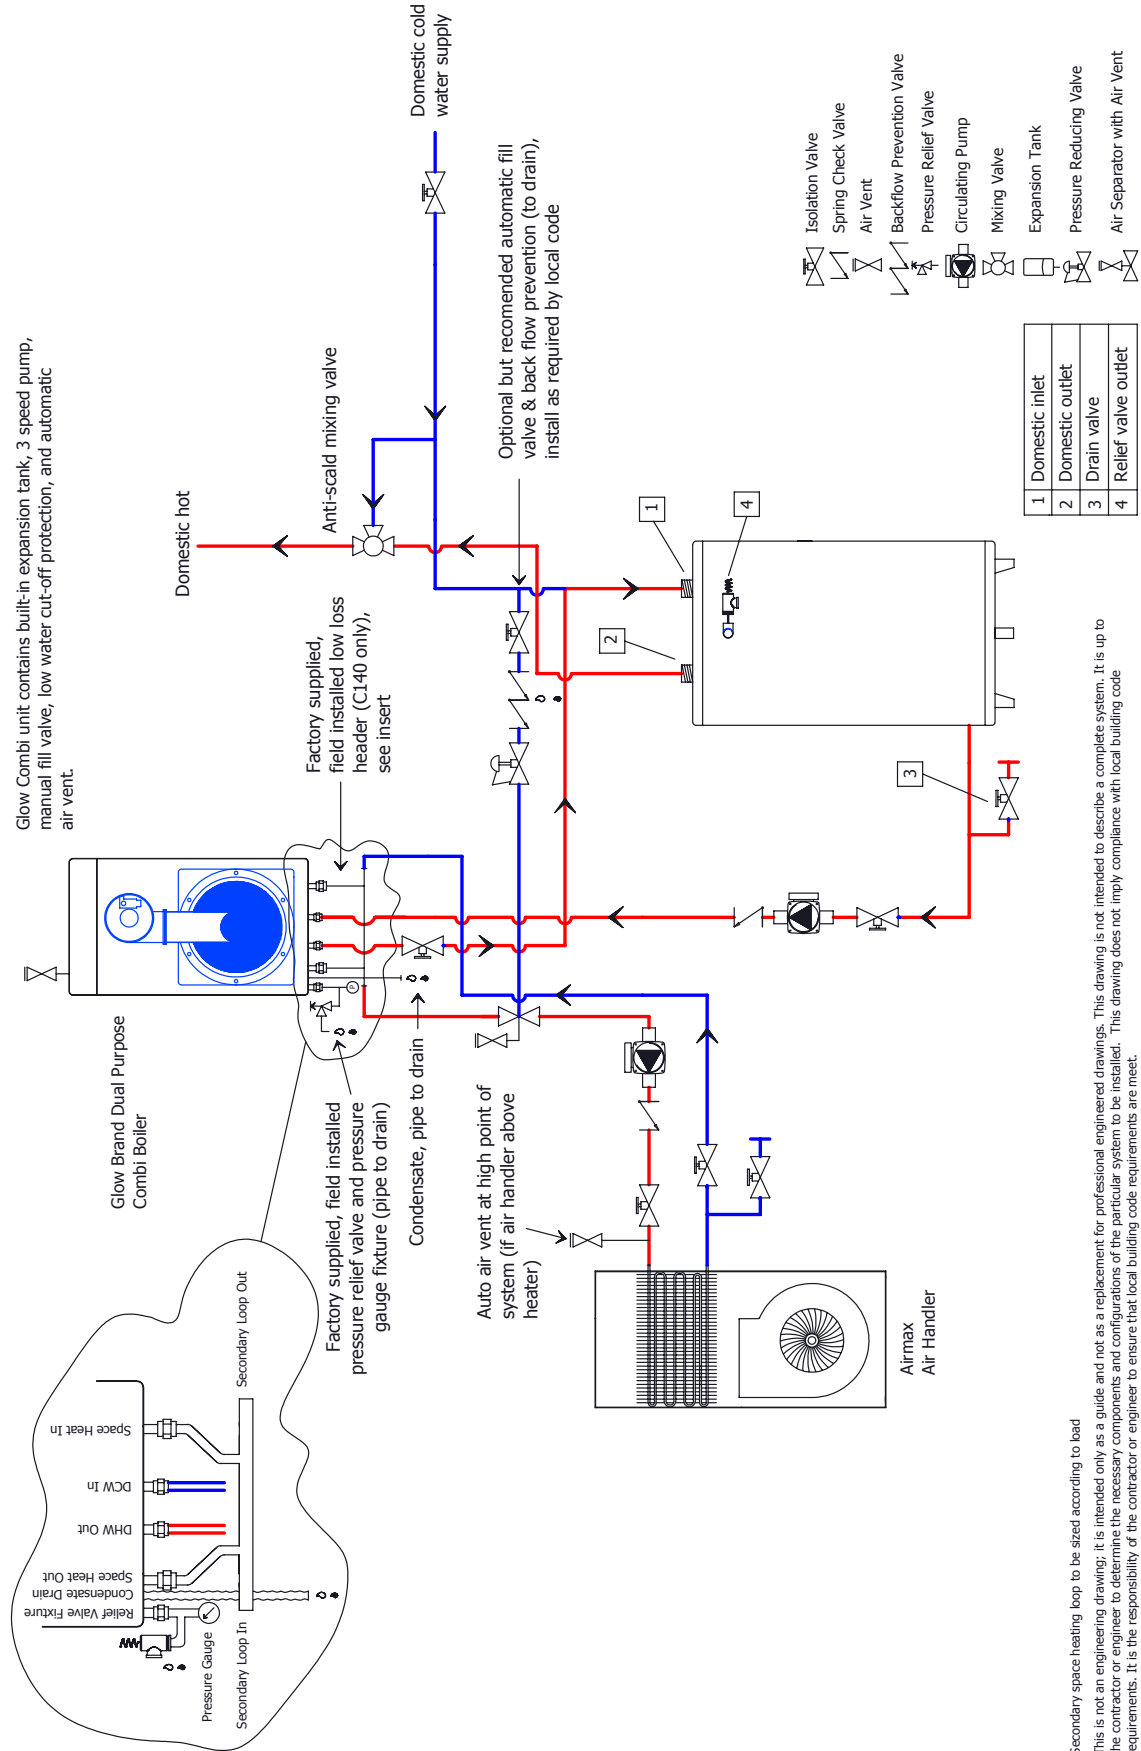 Glow Combi unit contains built-in expansion tank, 3 speed pump,
manual fill valve, low water cut-off protection, and automatic
air vent.
Domestic cold
water supply
Domestic hot
Anti-scald mixing valve
Optional but recomended automatic fill
valve & back flow prevention (to drain),
install as required by local code
Factory supplied,
field installed low loss
header (C140 only),
see insert
Glow Brand Dual Purpose
Combi Boiler
P
Factory supplied, field installed
pressure relief valve and pressure
gauge fixture (pipe to drain)
Condensate, pipe to drain
Auto air vent at high point of
system (if air handler above
heater)
Airmax
Air Handler
Relief Valve Fixture
Condensate Drain
Space Heat Out
DHW Out
DCW In
Space Heat In
Pressure Gauge
Secondary Loop In
Secondary Loop Out
1
2
3
4
Isolation Valve
Spring Check Valve
Air Vent
Backflow Prevention Valve
Pressure Relief Valve
Circulating Pump
Mixing Valve
Expansion Tank
Pressure Reducing Valve
Air Separator with Air Vent
1 Domestic inlet
2 Domestic outlet
3 Drain valve
4 Relief valve outlet
Secondary space heating loop to be sized according to load
This is not an engineering drawing; it is intended only as a guide and not as a replacement for professional engineered drawings. This drawing is not intended to describe a complete system. It is up to
the contractor or engineer to determine the necessary components and configurations of the particular system to be installed. This drawing does not imply compliance with local building code
requirements. It is the responsibility of the contractor or engineer to ensure that local building code requirements are meet.